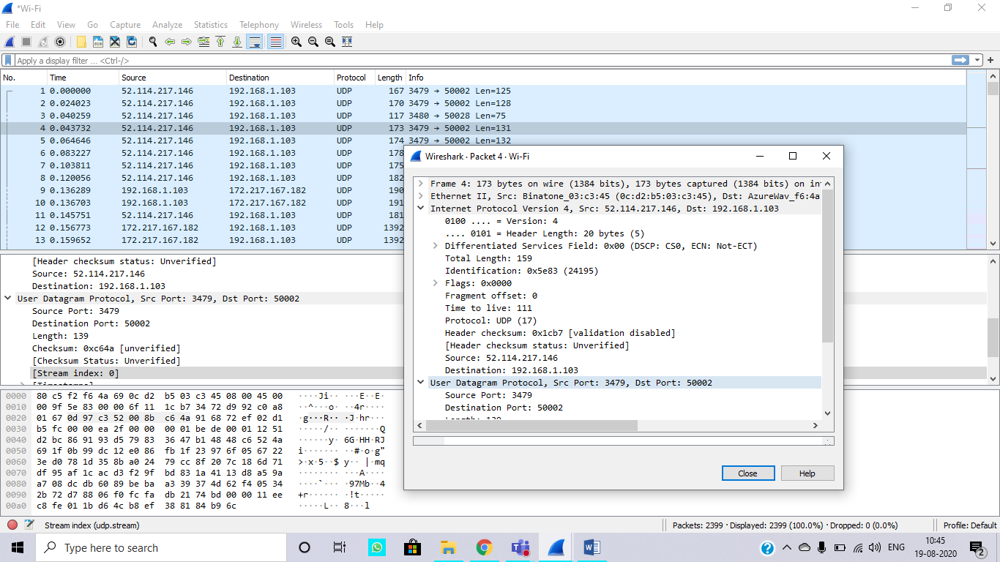 *Wi-Fi
File Edit View Go Capture Analyze Statistics Telephony Wireless Tools Help
Apply a display filter ... <Ctrl-/>
No. Time Source Destination Protocol Length Info
1 0.000000 52.114.217.146 192.168.1.103 UDP 167 3479 → 50002 Len=125
2 0.024023 52.114.217.146 192.168.1.103 UDP 170 3479 → 50002 Len=128
3 0.040259 52.114.217.146 192.168.1.103 UDP 117 3480 → 50028 Len=75
4 0.043732 52.114.217.146 192.168.1.103 UDP 173 3479 → 50002 Len=131
5 0.064646 52.114.217.146 192.168.1.103 UDP 174 3479 → 50002 Len=132
6 0.083227 52.114.217.146 192.168.1.103 UDP 178
7 0.103811 52.114.217.146 192.168.1.103 UDP 175
8 0.120056 52.114.217.146 192.168.1.103 UDP 182
9 0.136289 192.168.1.103 172.217.167.182 UDP 190
10 0.136703 192.168.1.103 172.217.167.182 UDP 191
11 0.145751 52.114.217.146 192.168.1.103 UDP 181
12 0.156773 172.217.167.182 192.168.1.103 UDP 1392
13 0.159652 172.217.167.182 192.168.1.103 UDP 1392
[Header checksum status: Unverified]
Source: 52.114.217.146
Destination: 192.168.1.103
User Datagram Protocol, Src Port: 3479, Dst Port: 50002
Source Port: 3479
Destination Port: 50002
Length: 139
Checksum: 0xc64a [unverified]
[Checksum Status: Unverified]
[Stream index: 0]
[Timestamps]
0000 80 c5 f2 f6 4a 69 0c d2 b5 03 c3 45 08 00 45 00 ····Ji·· ···E··E·
0010 00 9f 5e 83 00 00 6f 11 1c b7 34 72 d9 92 c0 a8 ··^···o· ··4r····
0020 01 67 0d 97 c3 52 00 8b c6 4a 91 68 72 ef 02 d1 ·g···R·· ·J·hr···
0030 b5 fc 00 00 ea 2f 00 00 00 01 be de 00 01 12 51 ·····/·· ·······Q
0040 d2 bc 86 91 93 d5 79 83 36 47 b1 48 48 c6 52 4a ······y· 6G·HH·RJ
0050 69 1f 0b 99 dc 12 e0 86 fb 1f 23 97 6f 05 67 22 i······· ··#·o·g"
0060 3e d0 78 1d 35 8b a0 24 79 cc 8f 20 7c 18 6d 71 >·x·5··$ y·· |·mq
0070 df 95 af 1c ac d3 f2 9f bd 83 1a 41 13 d8 a5 9a ········ ···A····
0080 a7 08 dc db 60 89 be ba a3 39 37 4d 62 f4 05 34 ····`··· ·97Mb··4
0090 2b 72 d7 88 06 f0 fc fa db 21 74 bd 00 00 11 ee +r······ ·!t·····
00a0 c8 fe 01 1b d6 4c b8 ef 38 81 84 b9 6c ·····L·· 8···l
Wireshark · Packet 4 · Wi-Fi
Frame 4: 173 bytes on wire (1384 bits), 173 bytes captured (1384 bits) on in
Ethernet II, Src: Binatone_03:c3:45 (0c:d2:b5:03:c3:45), Dst: AzureWav_f6:4a
Internet Protocol Version 4, Src: 52.114.217.146, Dst: 192.168.1.103
0100 .... = Version: 4
.... 0101 = Header Length: 20 bytes (5)
Differentiated Services Field: 0x00 (DSCP: CS0, ECN: Not-ECT)
Total Length: 159
Identification: 0x5e83 (24195)
Flags: 0x0000
Fragment offset: 0
Time to live: 111
Protocol: UDP (17)
Header checksum: 0x1cb7 [validation disabled]
[Header checksum status: Unverified]
Source: 52.114.217.146
Destination: 192.168.1.103
User Datagram Protocol, Src Port: 3479, Dst Port: 50002
Source Port: 3479
Destination Port: 50002
Length: 139
Close Help
Stream index (udp.stream) Packets: 2399 · Displayed: 2399 (100.0%) · Dropped: 0 (0.0%) Profile: Default
Type here to search ENG 10:45
19-08-2020 2